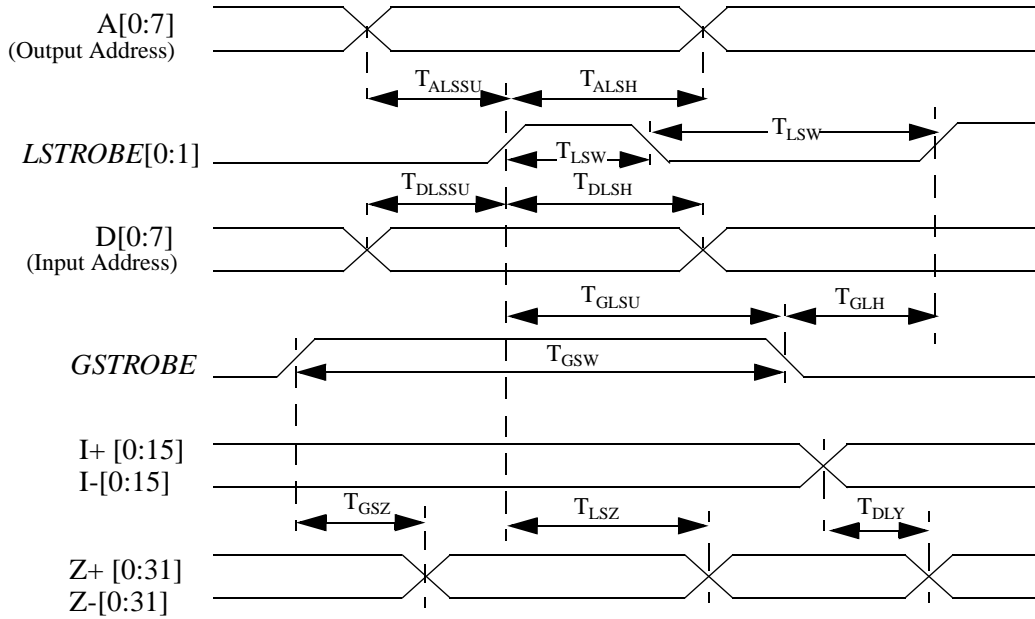 A[0:7]
(Output Address)
TALSSU
TALSH
LSTROBE[0:1]
TLSW
TLSW
TDLSSU
TDLSH
D[0:7]
(Input Address)
TGLSU
TGLH
GSTROBE
TGSW
I+ [0:15]
I-[0:15]
TGSZ
TLSZ
TDLY
Z+ [0:31]
Z-[0:31]